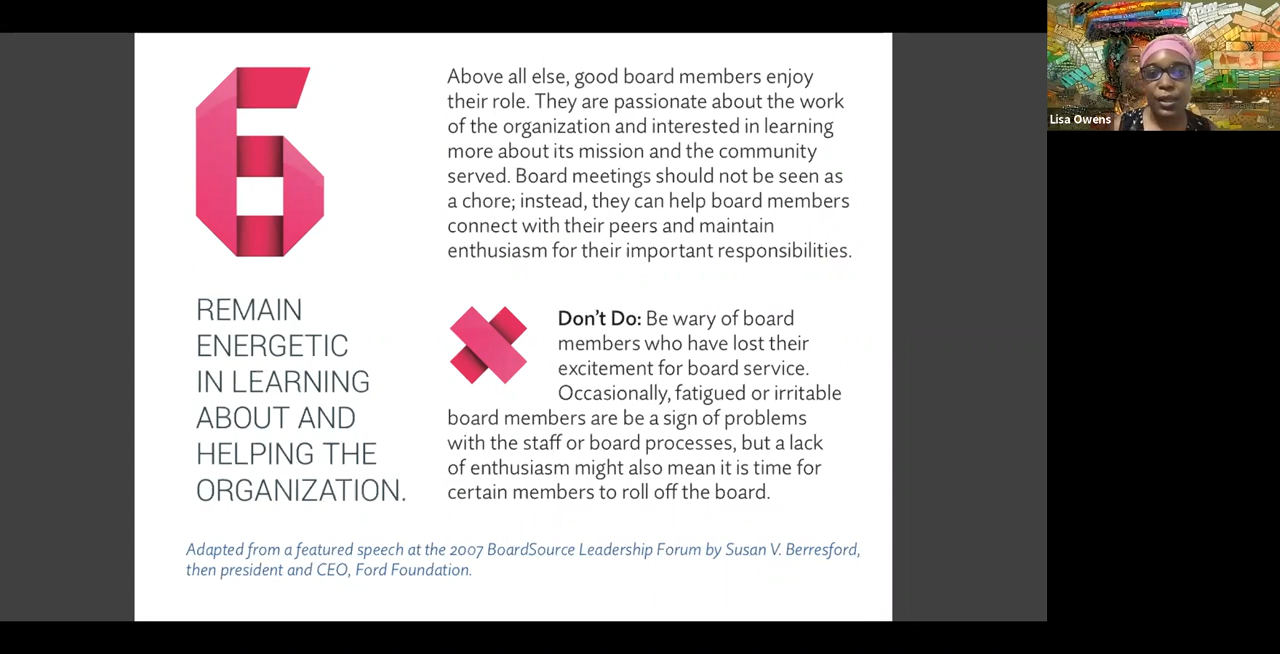 6
REMAIN
ENERGETIC
IN LEARNING
ABOUT AND
HELPING THE
ORGANIZATION.
Above all else, good board members enjoy
their role. They are passionate about the work
of the organization and interested in learning
more about its mission and the community
served. Board meetings should not be seen as
a chore; instead, they can help board members
connect with their peers and maintain
enthusiasm for their important responsibilities.
Don’t Do: Be wary of board
members who have lost their
excitement for board service.
Occasionally, fatigued or irritable
board members are be a sign of problems
with the staff or board processes, but a lack
of enthusiasm might also mean it is time for
certain members to roll off the board.
Adapted from a featured speech at the 2007 BoardSource Leadership Forum by Susan V. Berresford,
then president and CEO, Ford Foundation.
Lisa Owens